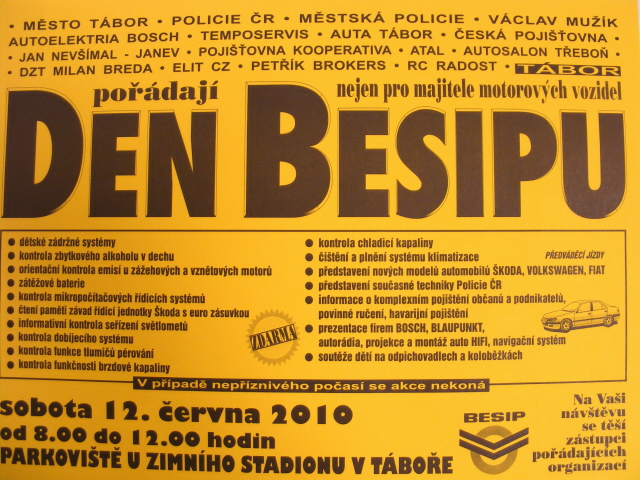 • MĚSTO TÁBOR • POLICIE ČR • MĚSTSKÁ POLICIE • VÁCLAV MUŽÍK
AUTOELEKTRIA BOSCH • TEMPOSERVIS • AUTA TÁBOR • ČESKÁ POJIŠŤOVNA •
• JAN NEVŠÍMAL - JANEV • POJIŠŤOVNA KOOPERATIVA • ATAL • AUTOSALON TŘEBOŇ •
• DZT MILAN BREDA • ELIT CZ • PETŘÍK BROKERS • RC RADOST • TÁBOR
pořádají nejen pro majitele motorových vozidel
DEN BESIPU
• dětské zádržné systémy
• kontrola zbytkového alkoholu v dechu
• orientační kontrola emisí u zážehových a vznětových motorů
• zátěžové baterie
• kontrola mikropočítačových řídicích systémů
• čtení paměti závad řídicí jednotky Škoda s euro zásuvkou
• informativní kontrola seřízení světlometů
• kontrola dobíjecího systému
• kontrola funkce tlumičů pérování
• kontrola funkčnosti brzdové kapaliny
ZDARMA
• kontrola chladicí kapaliny
• čištění a plnění systému klimatizace
PŘEDVÁDĚCÍ JÍZDY
• představení nových modelů automobilů ŠKODA, VOLKSWAGEN, FIAT
• představení současné techniky Policie ČR
• informace o komplexním pojištění občanů a podnikatelů,
povinné ručení, havarijní pojištění
• prezentace firem BOSCH, BLAUPUNKT,
autorádia, projekce a montáž auto HIFI, navigační systém
• soutěže dětí na odpichovadlech a koloběžkách
V případě nepříznivého počasí se akce nekoná
sobota 12. června 2010
od 8.00 do 12.00 hodin
PARKOVIŠTĚ U ZIMNÍHO STADIONU V TÁBOŘE
BESIP
Na Vaši
návštěvu
se těší
zástupci
pořádajících
organizací